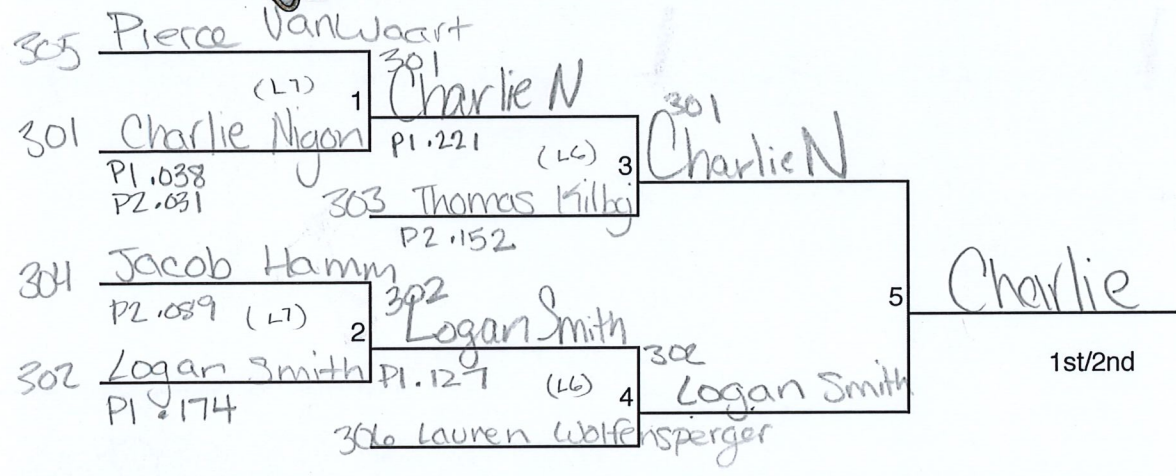 305 Pierce VanWaart
301
(L7) 1 Charlie N
301 Charlie Nigon
P1 .221
P1 .038
P2 .031
301
(L6) 3 Charlie N
303 Thomas Kilby
P2 .152
304 Jacob Hamm
P2 .089 (L7) 2
302
Logan Smith
302 Logan Smith
P1 .174
P1 .127
(L6) 4
302
Logan Smith
306 Lauren Wolfensperger
5 Charlie
1st/2nd